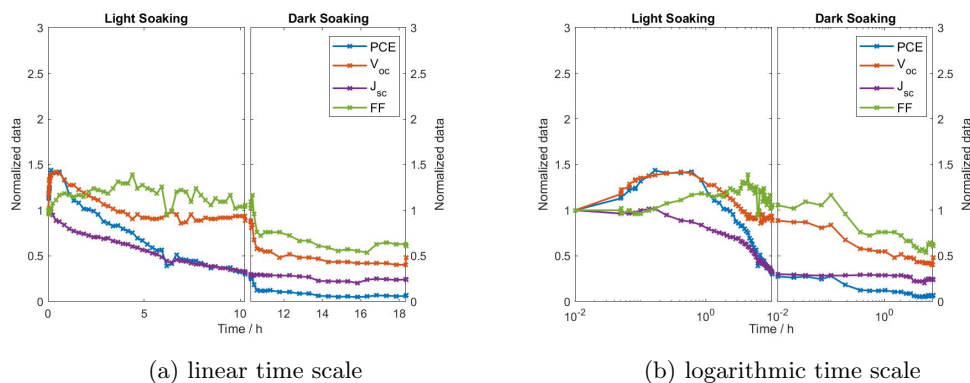 Light Soaking Dark Soaking
3 3
PCE
V_oc
J_sc
FF
2.5 2.5
2 2
Normalized data Normalized data
1.5 1.5
1 1
0.5 0.5
0 0
0 5 10 12 14 16 18
Time / h
(a) linear time scale
Light Soaking Dark Soaking
3 3
PCE
V_oc
J_sc
FF
2.5 2.5
2 2
Normalized data Normalized data
1.5 1.5
1 1
0.5 0.5
0 0
10^-2 10^0 10^-2 10^0
Time / h
(b) logarithmic time scale